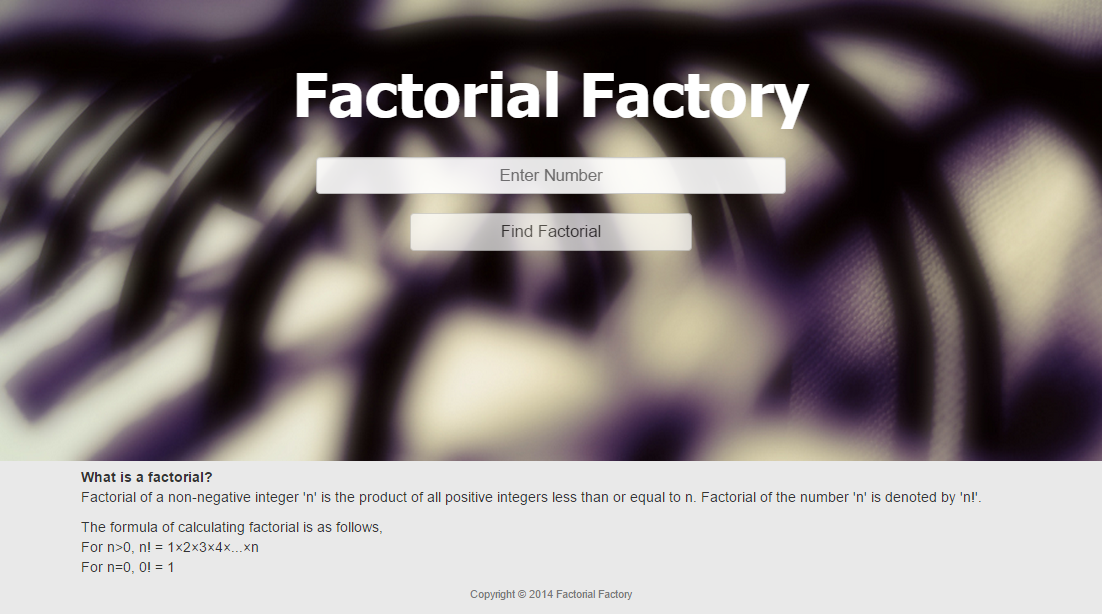 Factorial Factory
Enter Number
Find Factorial
What is a factorial?
Factorial of a non-negative integer 'n' is the product of all positive integers less than or equal to n. Factorial of the number 'n' is denoted by 'n!'.
The formula of calculating factorial is as follows,
For n>0, n! = 1×2×3×4×...×n
For n=0, 0! = 1
Copyright © 2014 Factorial Factory